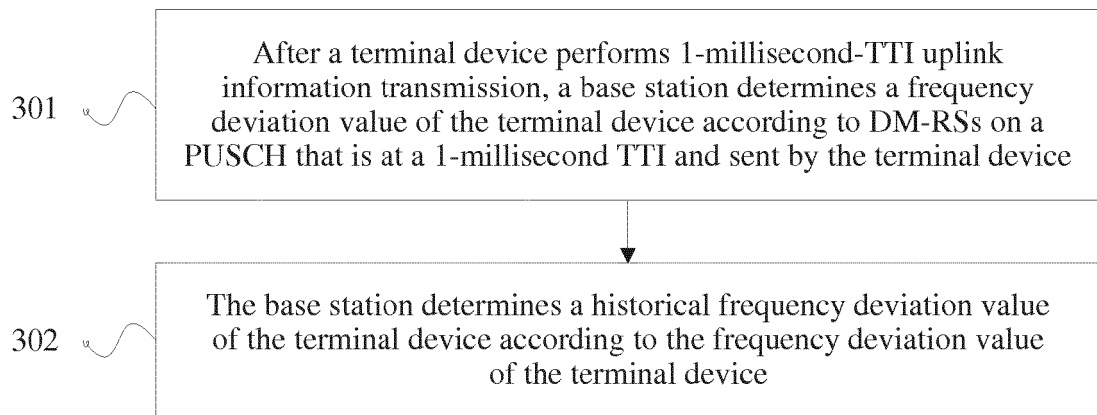 301
After a terminal device performs 1-millisecond-TTI uplink
information transmission, a base station determines a frequency
deviation value of the terminal device according to DM-RSs on a
PUSCH that is at a 1-millisecond TTI and sent by the terminal device
302
The base station determines a historical frequency deviation value
of the terminal device according to the frequency deviation value
of the terminal device